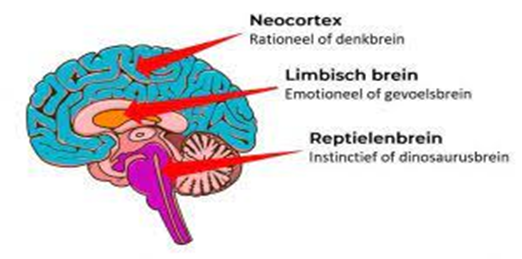 Neocortex
Rationeel of denkbrein
Limbisch brein
Emotioneel of gevoelsbrein
Reptielenbrein
Instinctief of dinosaurusbrein